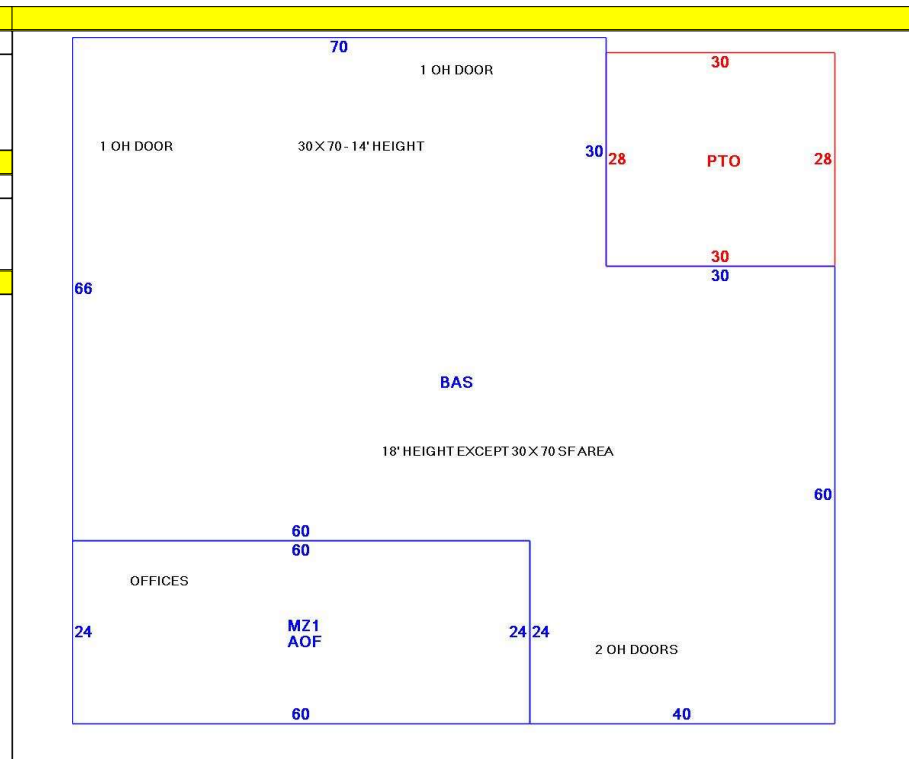 70
1 OH DOOR
30
1 OH DOOR
30 X 70 - 14' HEIGHT
30
28
PTO
28
30
30
66
BAS
18' HEIGHT EXCEPT 30 X 70 SF AREA
60
60
60
OFFICES
24
MZ1
AOF
24
24
2 OH DOORS
60
40